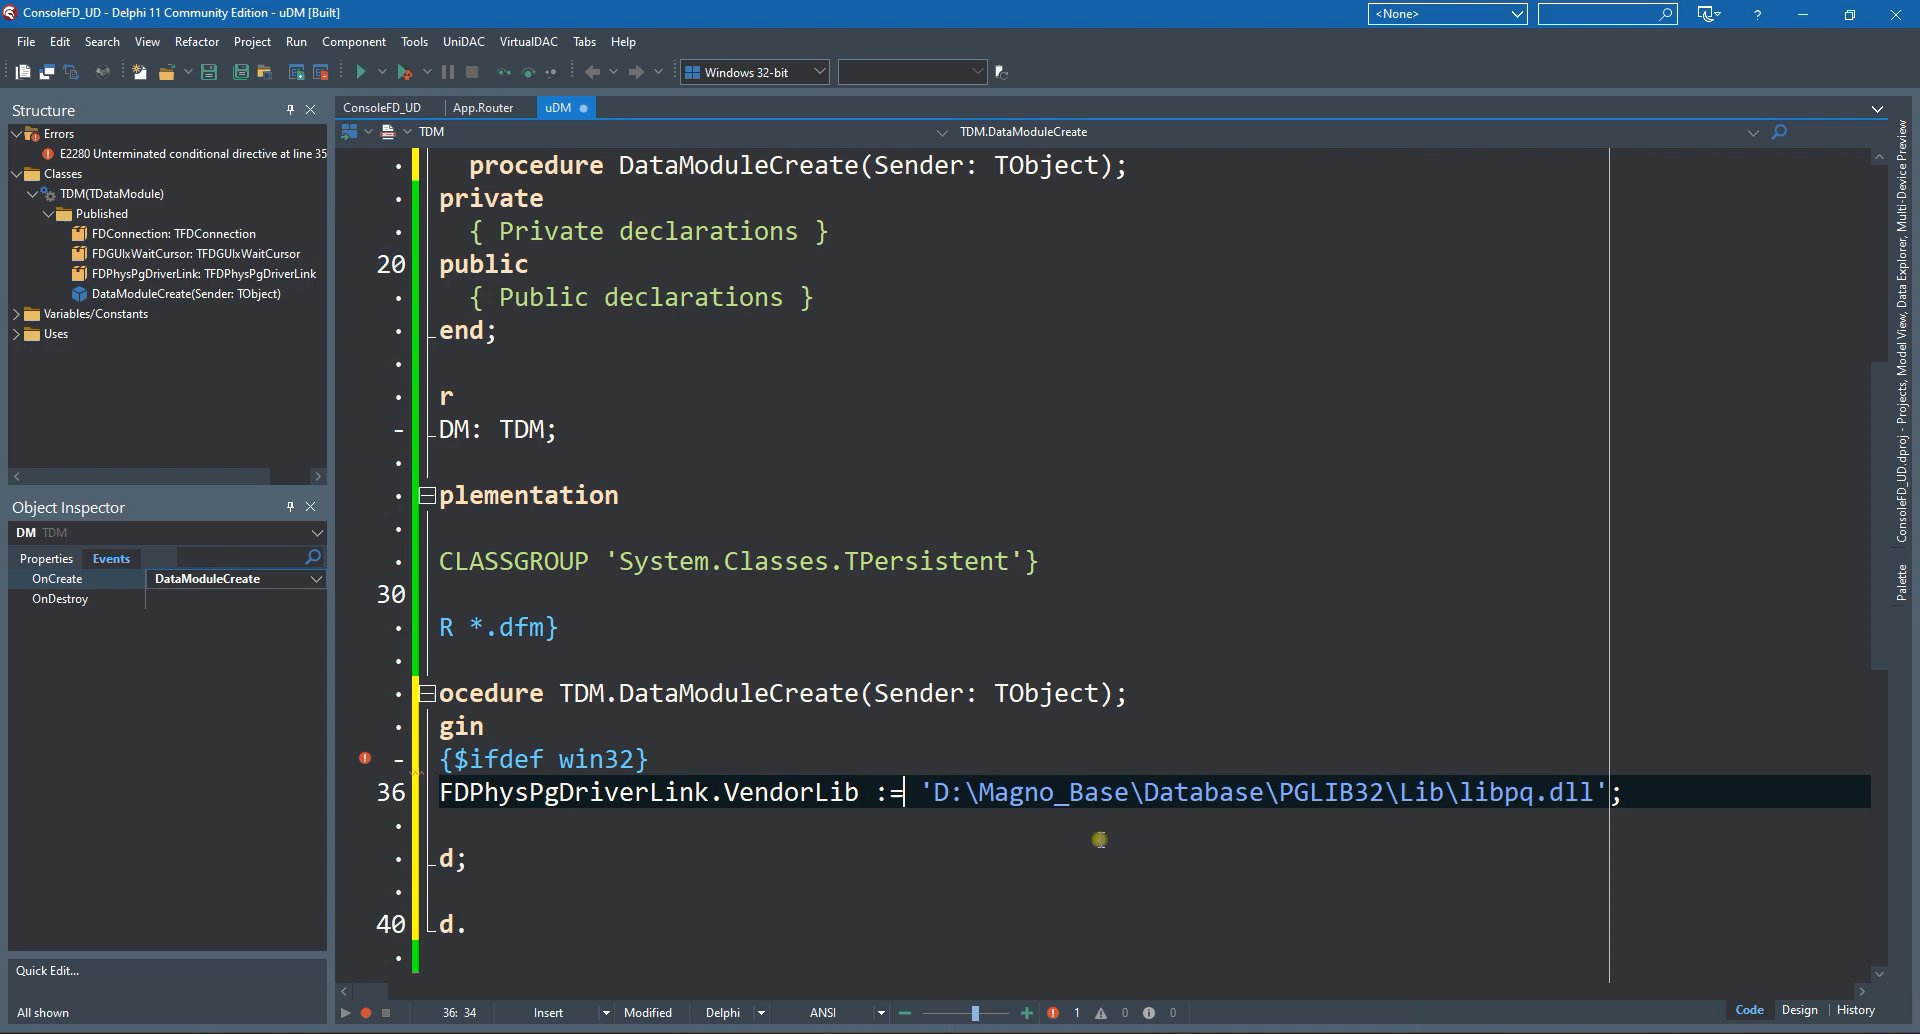 ConsoleFD_UD - Delphi 11 Community Edition - uDM [Built]
<None>
?
File Edit Search View Refactor Project Run Component Tools UniDAC VirtualDAC Tabs Help
Windows 32-bit
Structure
Errors
E2280 Unterminated conditional directive at line 35
Classes
TDM(TDataModule)
Published
FDConnection: TFDConnection
FDGUIxWaitCursor: TFDGUIxWaitCursor
FDPhysPgDriverLink: TFDPhysPgDriverLink
DataModuleCreate(Sender: TObject)
Variables/Constants
Uses
Object Inspector
DM TDM
Properties Events
OnCreate DataModuleCreate
OnDestroy
Quick Edit...
All shown
ConsoleFD_UD App.Router uDM
TDM TDM.DataModuleCreate
procedure DataModuleCreate(Sender: TObject);
private
{ Private declarations }
20 public
{ Public declarations }
end;
r
DM: TDM;
plementation
CLASSGROUP 'System.Classes.TPersistent'}
30
R *.dfm}
ocedure TDM.DataModuleCreate(Sender: TObject);
gin
{$ifdef win32}
36 FDPhysPgDriverLink.VendorLib := 'D:\Magno_Base\Database\PGLIB32\Lib\libpq.dll';
d;
40 d.
36: 34 Insert Modified Delphi ANSI 1 0 0
Code Design History
ConsoleFD_UD.dproj - Projects, Model View, Data Explorer, Multi-Device Preview
Palette